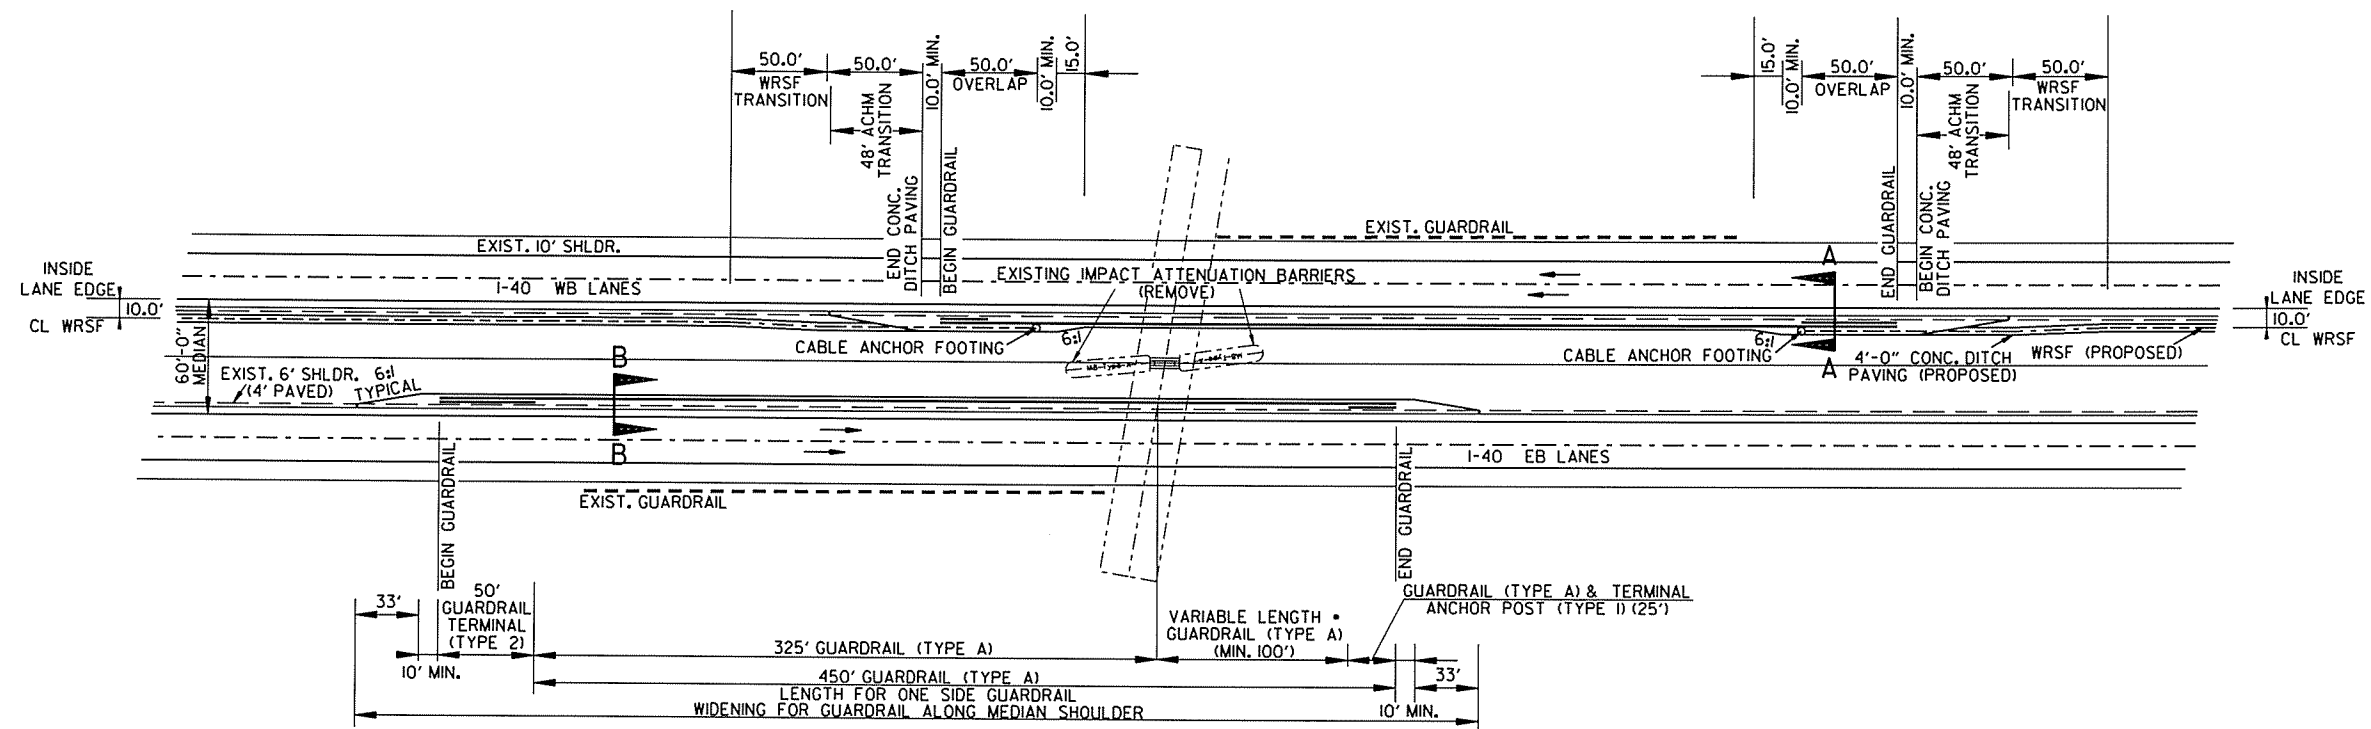 50.0'
WRSF
TRANSITION
50.0'
48' ACHM
TRANSITION
10.0' MIN.
50.0'
OVERLAP
10.0' MIN.
15.0'
END CONC.
DITCH PAVING
BEGIN GUARDRAIL
15.0'
10.0' MIN.
50.0'
OVERLAP
10.0' MIN.
50.0'
48' ACHM
TRANSITION
50.0'
WRSF
TRANSITION
END GUARDRAIL
BEGIN CONC.
DITCH PAVING
EXIST. 10' SHLDR.
EXIST. GUARDRAIL
INSIDE
LANE EDGE
10.0'
CL WRSF
I-40 WB LANES
EXISTING IMPACT ATTENUATION BARRIERS
(REMOVE)
A
INSIDE
LANE EDGE
10.0'
CL WRSF
60'-0"
MEDIAN
CABLE ANCHOR FOOTING
6:1
CABLE ANCHOR FOOTING
6:1
A
4'-0" CONC. DITCH
PAVING (PROPOSED)
WRSF (PROPOSED)
MB-Type-A
MB-Type-A
EXIST. 6' SHLDR.
(4' PAVED)
6:1
TYPICAL
B
B
I-40 EB LANES
EXIST. GUARDRAIL
BEGIN GUARDRAIL
END GUARDRAIL
33'
10' MIN.
50'
GUARDRAIL
TERMINAL
(TYPE 2)
325' GUARDRAIL (TYPE A)
VARIABLE LENGTH •
GUARDRAIL (TYPE A)
(MIN. 100')
GUARDRAIL (TYPE A) & TERMINAL
ANCHOR POST (TYPE 1) (25')
33'
10' MIN.
450' GUARDRAIL (TYPE A)
LENGTH FOR ONE SIDE GUARDRAIL
WIDENING FOR GUARDRAIL ALONG MEDIAN SHOULDER